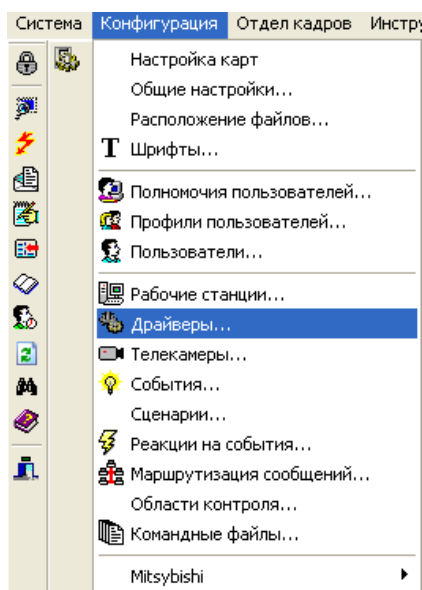 Система Конфигурация Отдел кадров Инстру
Настройка карт
Общие настройки...
Расположение файлов...
T Шрифты...
Полномочия пользователей...
Профили пользователей...
Пользователи...
Рабочие станции...
Драйверы...
Телекамеры...
События...
Сценарии...
Реакции на события...
Маршрутизация сообщений...
Области контроля...
Командные файлы...
Mitsybishi